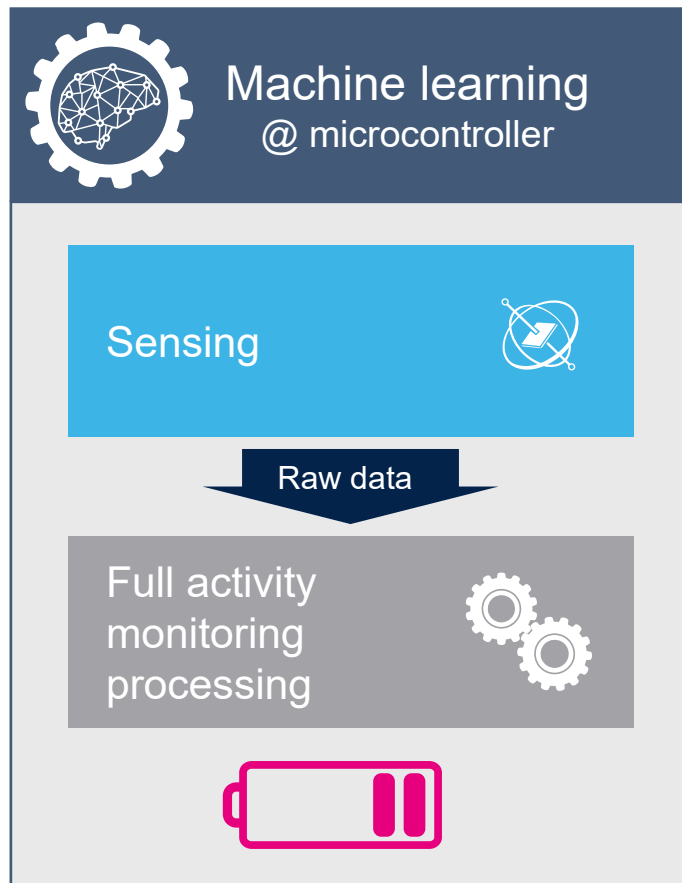 Machine learning
@ microcontroller
Sensing
Raw data
Full activity
monitoring
processing